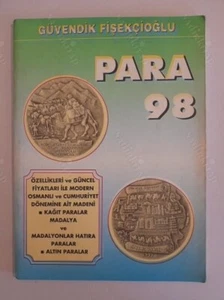 GÜVENDİK FİŞEKÇİOĞLU
PARA
98
ÖZELLİKLERİ ve GÜNCEL
FİYATLARI İLE MODERN
OSMANLI ve CUMHURİYET
DÖNEMİNE AİT MADENİ
KAĞIT PARALAR
MADALYA
ve
MADALYONLAR HATIRA
PARALAR
ALTIN PARALAR